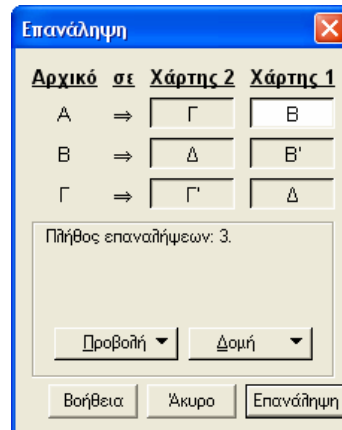 Επανάληψη
Αρχικό σε Χάρτης 2 Χάρτης 1
Α ⇒ Γ Β
Β ⇒ Δ Β'
Γ ⇒ Γ' Δ
Πλήθος επαναλήψεων: 3.
Προβολή Δομή
Βοήθεια Άκυρο Επανάληψη